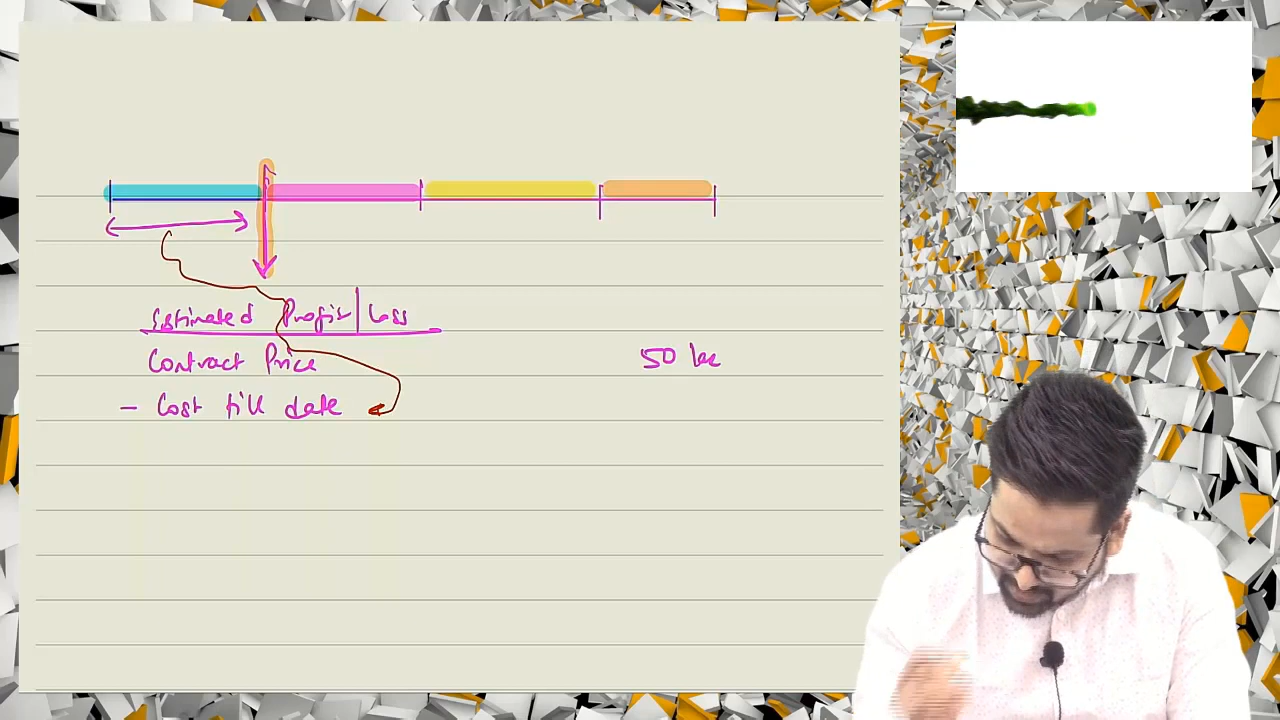 Estimated Profit | Loss
Contract Price 50 lac
- Cost till date